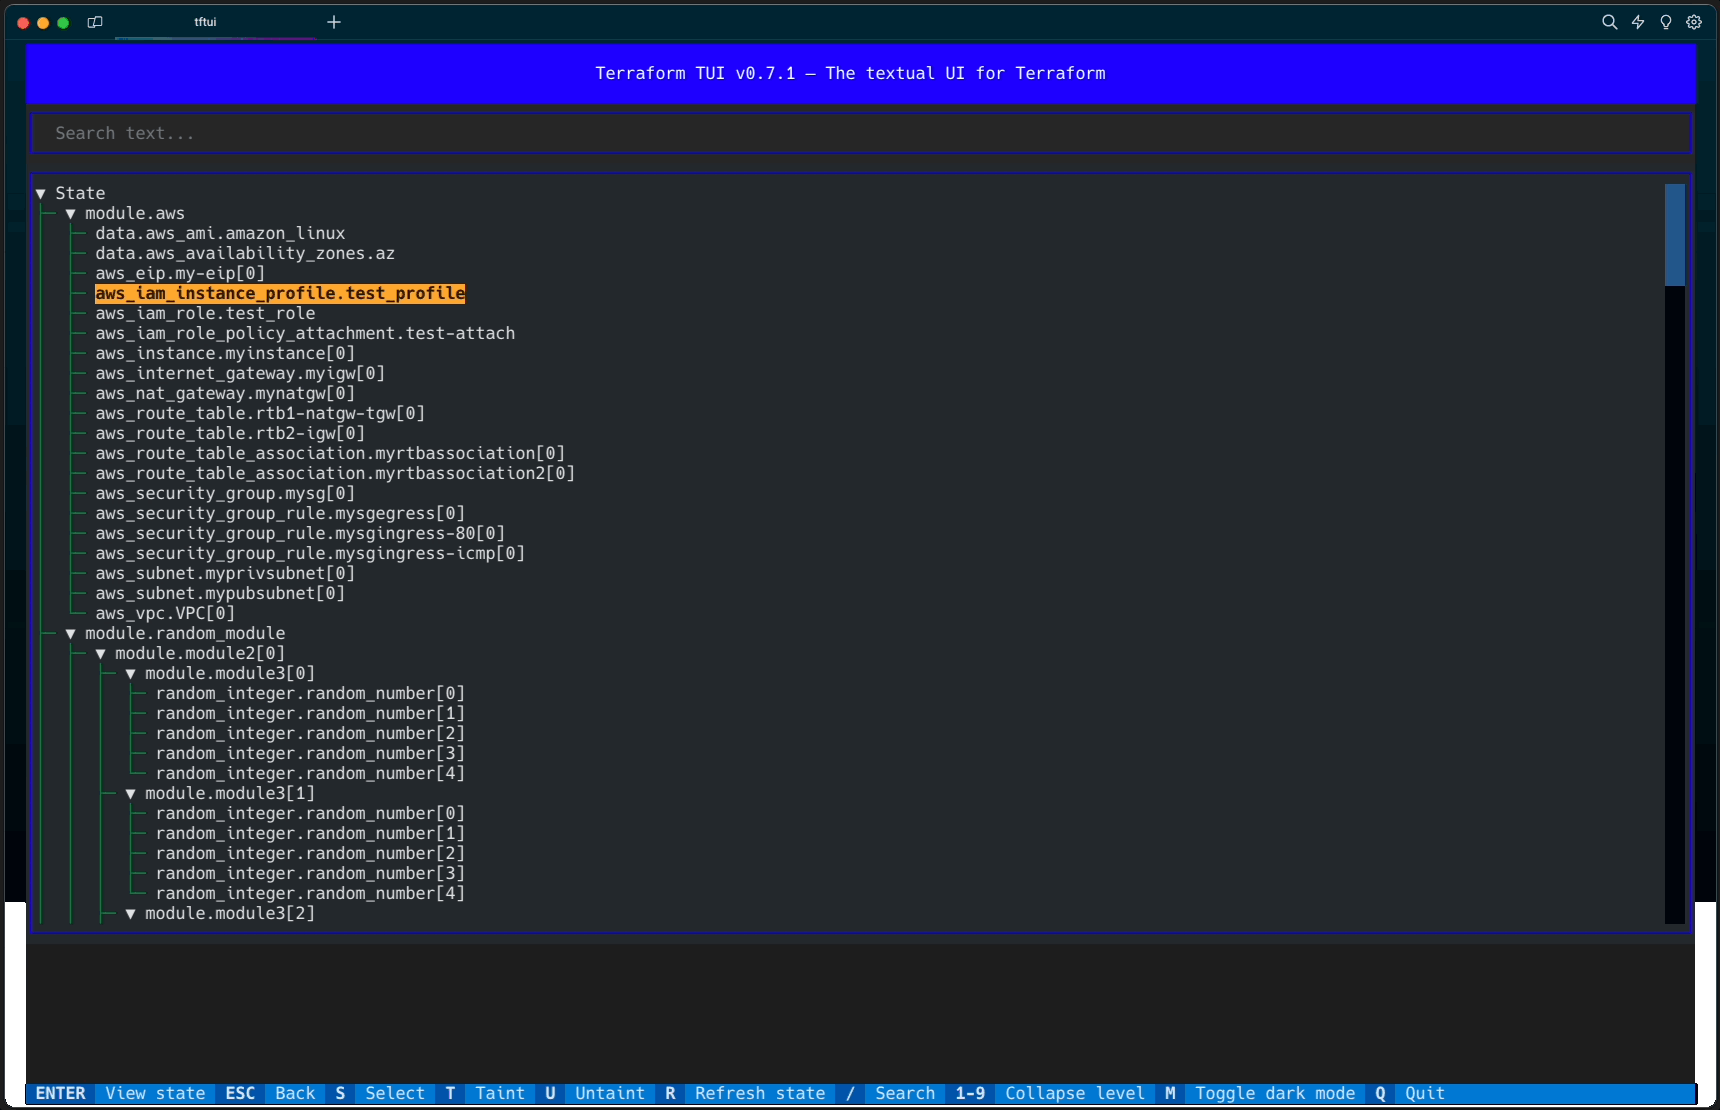 tftui
Terraform TUI v0.7.1 – The textual UI for Terraform
Search text...
▼ State
▼ module.aws
data.aws_ami.amazon_linux
data.aws_availability_zones.az
aws_eip.my-eip[0]
aws_iam_instance_profile.test_profile
aws_iam_role.test_role
aws_iam_role_policy_attachment.test-attach
aws_instance.myinstance[0]
aws_internet_gateway.myigw[0]
aws_nat_gateway.mynatgw[0]
aws_route_table.rtb1-natgw-tgw[0]
aws_route_table.rtb2-igw[0]
aws_route_table_association.myrtbassociation[0]
aws_route_table_association.myrtbassociation2[0]
aws_security_group.mysg[0]
aws_security_group_rule.mysgegress[0]
aws_security_group_rule.mysgingress-80[0]
aws_security_group_rule.mysgingress-icmp[0]
aws_subnet.myprivsubnet[0]
aws_subnet.mypubsubnet[0]
aws_vpc.VPC[0]
▼ module.random_module
▼ module.module2[0]
▼ module.module3[0]
random_integer.random_number[0]
random_integer.random_number[1]
random_integer.random_number[2]
random_integer.random_number[3]
random_integer.random_number[4]
▼ module.module3[1]
random_integer.random_number[0]
random_integer.random_number[1]
random_integer.random_number[2]
random_integer.random_number[3]
random_integer.random_number[4]
▼ module.module3[2]
ENTER View state ESC Back S Select T Taint U Untaint R Refresh state / Search 1-9 Collapse level M Toggle dark mode Q Quit